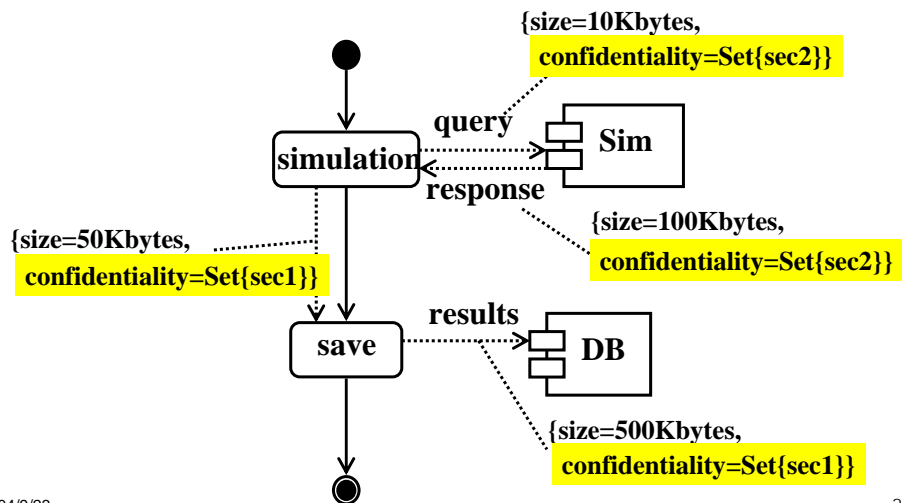 {size=10Kbytes,
confidentiality=Set{sec2}}
query
Sim
simulation
response
{size=100Kbytes,
confidentiality=Set{sec2}}
{size=50Kbytes,
confidentiality=Set{sec1}}
results
save
DB
{size=500Kbytes,
confidentiality=Set{sec1}}